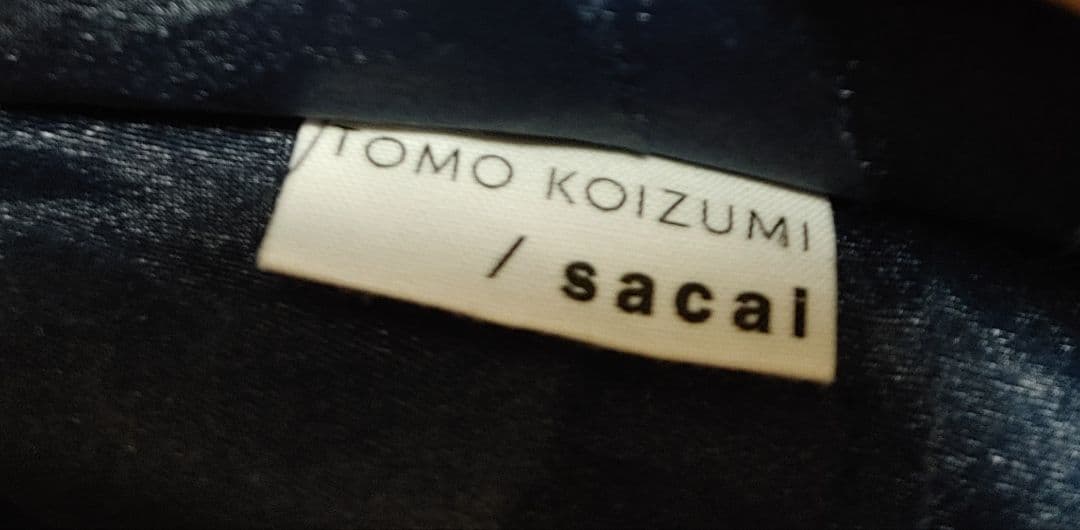 TOMO KOIZUMI
/ sacai